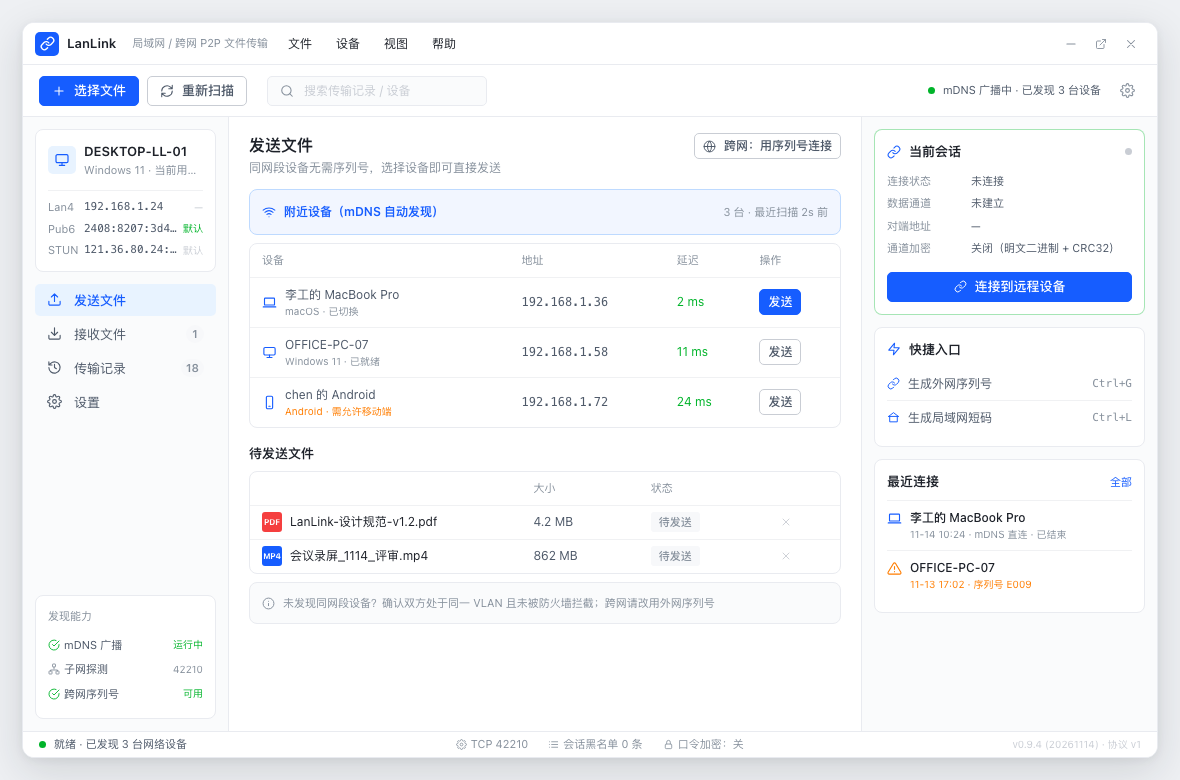 LanLink 局域网 / 跨网 P2P 文件传输 文件 设备 视图 帮助
选择文件 重新扫描 搜索传输记录 / 设备 mDNS 广播中 · 已发现 3 台设备
DESKTOP-LL-01
Windows 11 · 当前用...
Lan4 192.168.1.24 —
Pub6 2408:8207:3d4… 默认
STUN 121.36.80.24:… 默认
发送文件
接收文件 1
传输记录 18
设置
发现能力
mDNS 广播 运行中
子网探测 42210
跨网序列号 可用
发送文件
同网段设备无需序列号，选择设备即可直接发送
跨网：用序列号连接
附近设备（mDNS 自动发现） 3 台 · 最近扫描 2s 前
设备 地址 延迟 操作
李工的 MacBook Pro
macOS · 已切换
192.168.1.36 2 ms 发送
OFFICE-PC-07
Windows 11 · 已就绪
192.168.1.58 11 ms 发送
chen 的 Android
Android · 需允许移动端
192.168.1.72 24 ms 发送
待发送文件
大小 状态
PDF LanLink-设计规范-v1.2.pdf 4.2 MB 待发送
MP4 会议录屏_1114_评审.mp4 862 MB 待发送
未发现同网段设备？确认双方处于同一 VLAN 且未被防火墙拦截；跨网请改用外网序列号
当前会话
连接状态 未连接
数据通道 未建立
对端地址 —
通道加密 关闭（明文二进制 + CRC32）
连接到远程设备
快捷入口
生成外网序列号 Ctrl+G
生成局域网短码 Ctrl+L
最近连接 全部
李工的 MacBook Pro
11-14 10:24 · mDNS 直连 · 已结束
OFFICE-PC-07
11-13 17:02 · 序列号 E009
就绪 · 已发现 3 台网络设备 TCP 42210 会话黑名单 0 条 口令加密：关 v0.9.4 (20261114) · 协议 v1